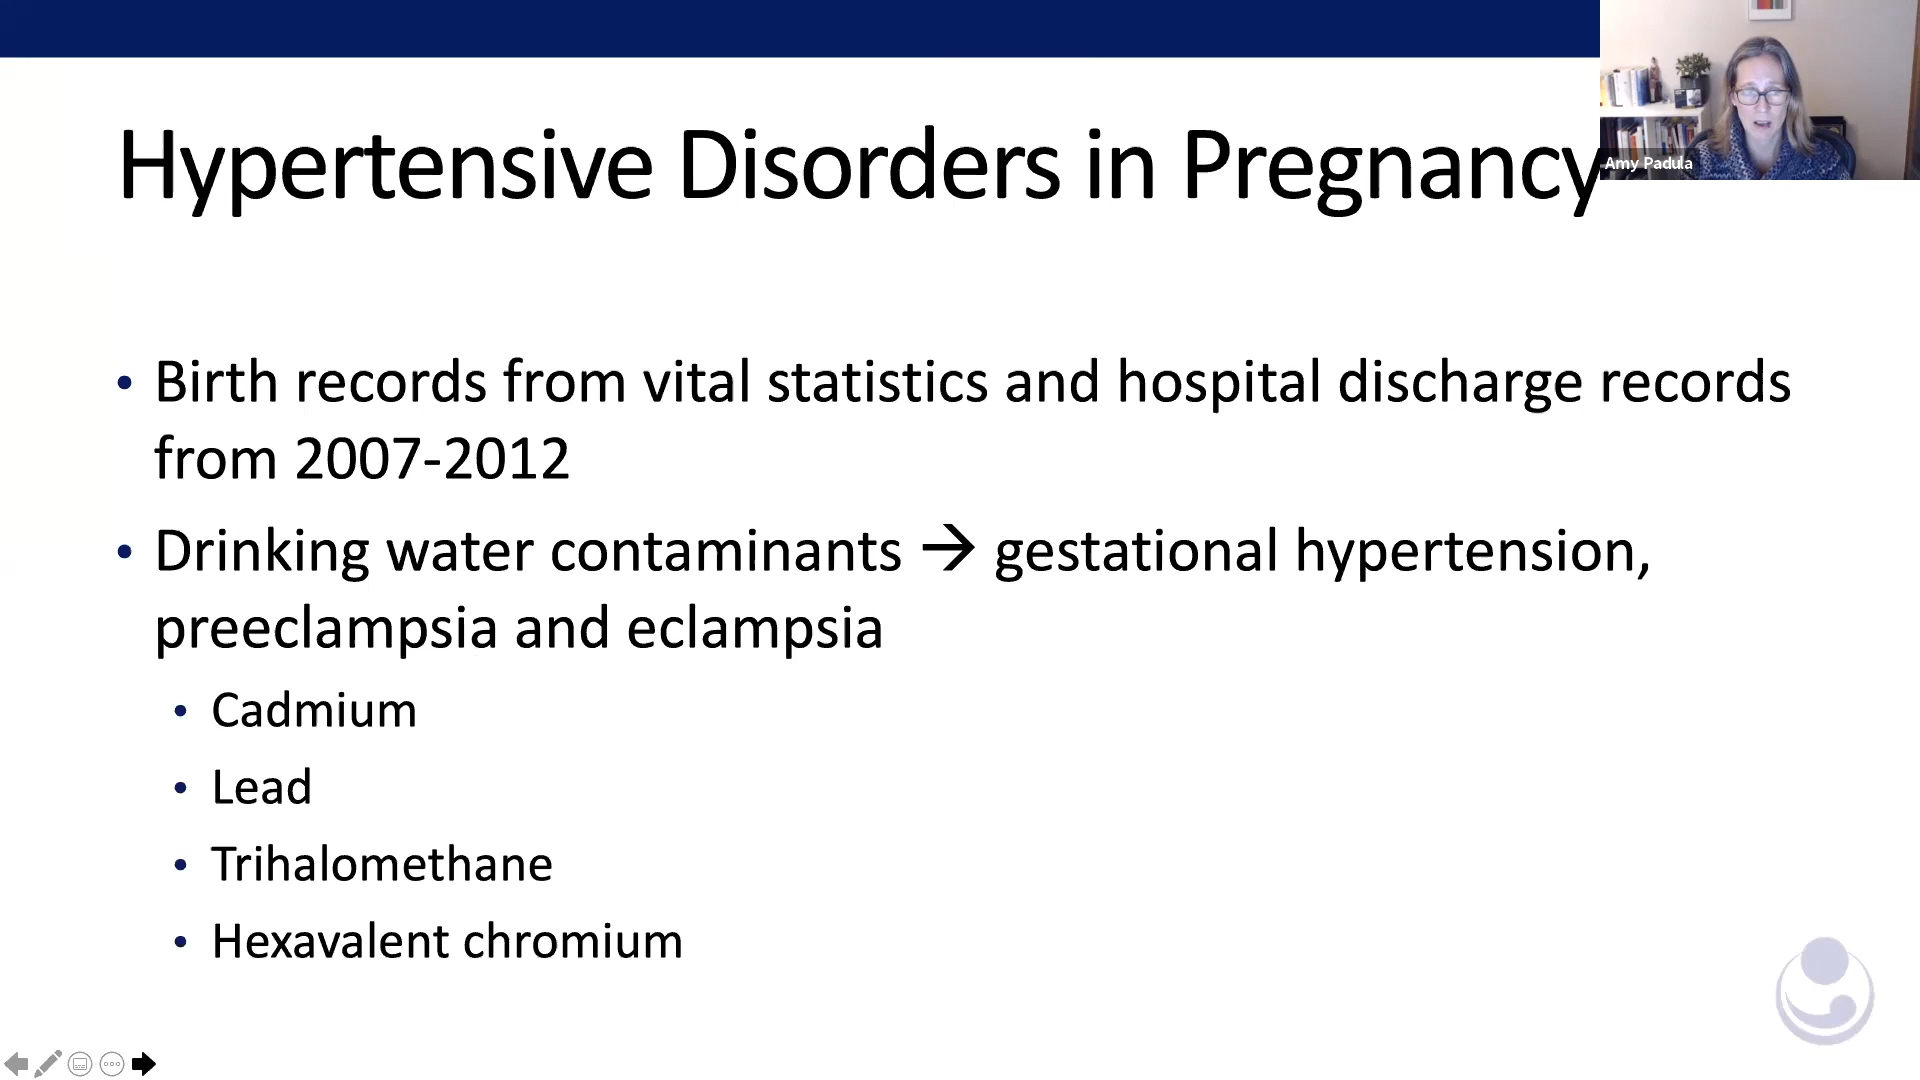 Hypertensive Disorders in Pregnancy
Amy Padula
• Birth records from vital statistics and hospital discharge records
from 2007-2012
• Drinking water contaminants → gestational hypertension,
preeclampsia and eclampsia
• Cadmium
• Lead
• Trihalomethane
• Hexavalent chromium